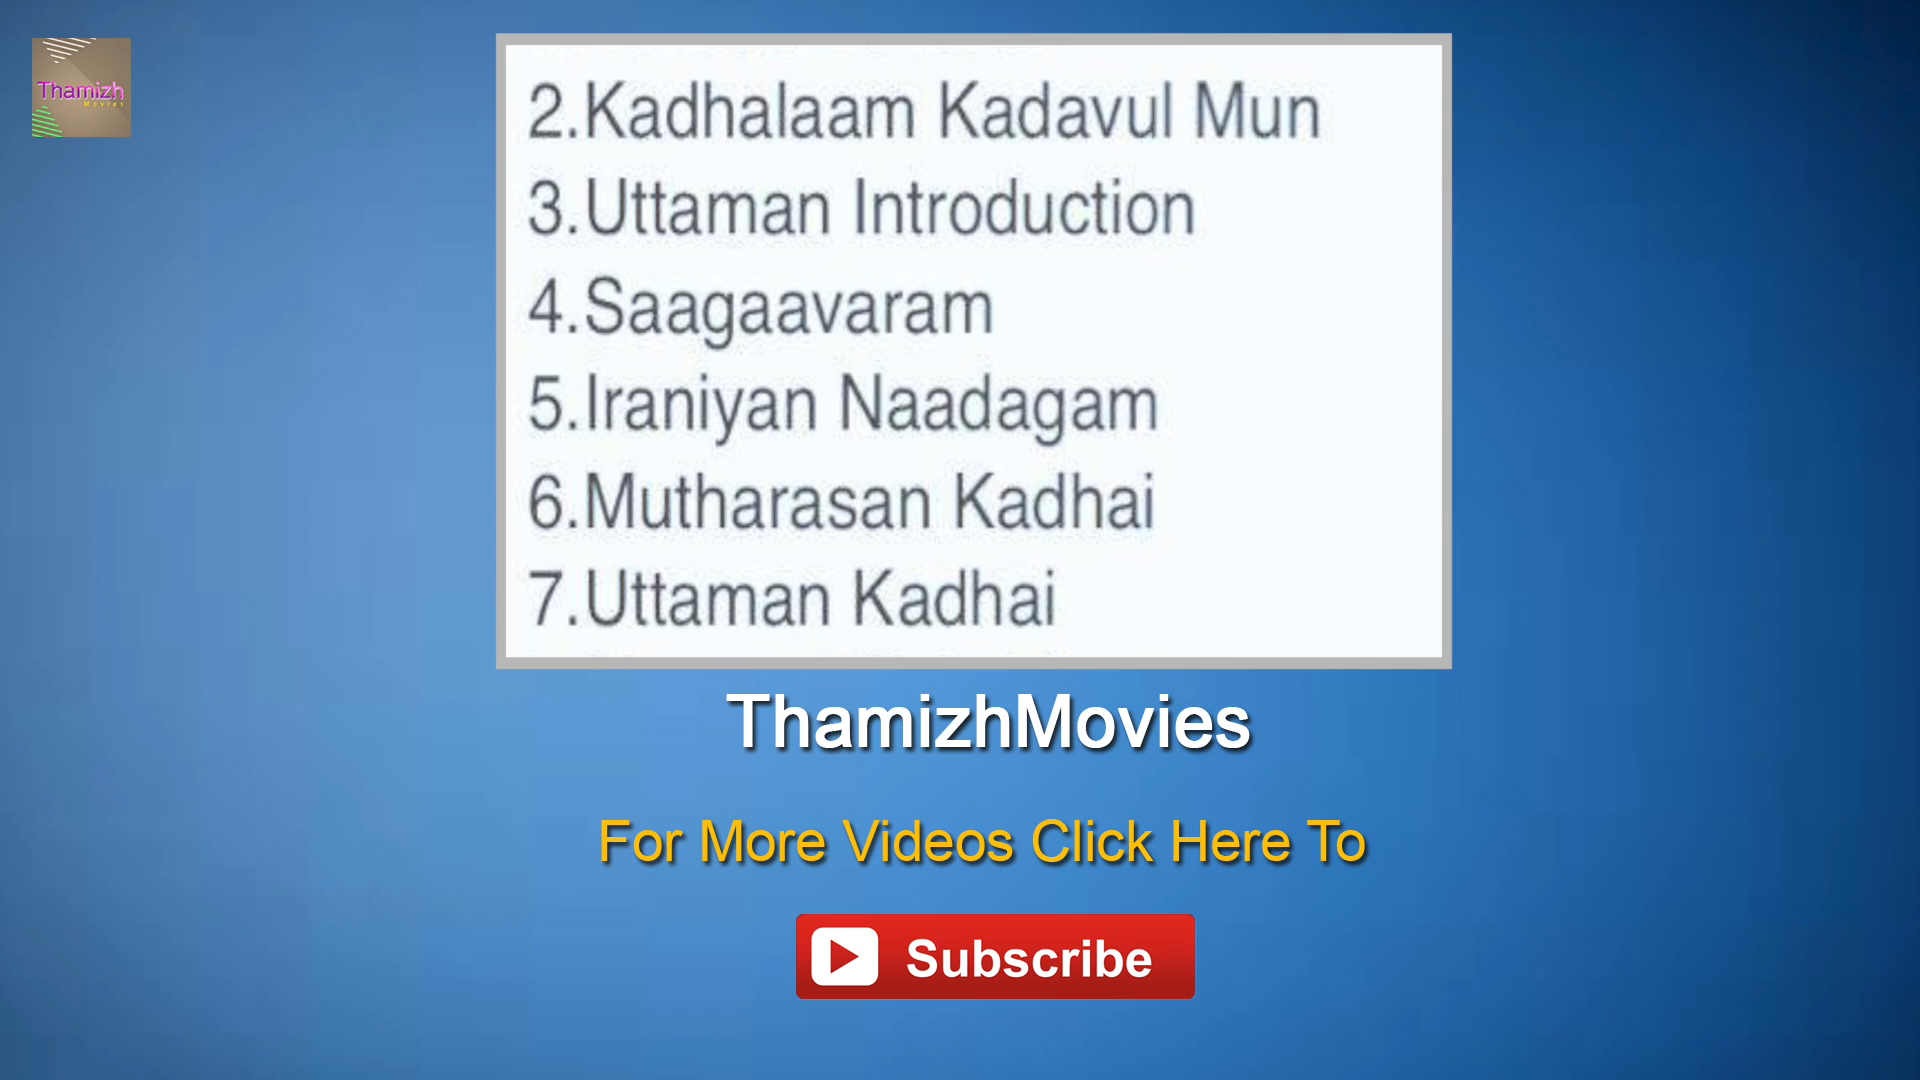 Thamizh
Movies
2.Kadhalaam Kadavul Mun
3.Uttaman Introduction
4.Saagaavaram
5.Iraniyan Naadagam
6.Mutharasan Kadhai
7.Uttaman Kadhai
ThamizhMovies
For More Videos Click Here To
Subscribe